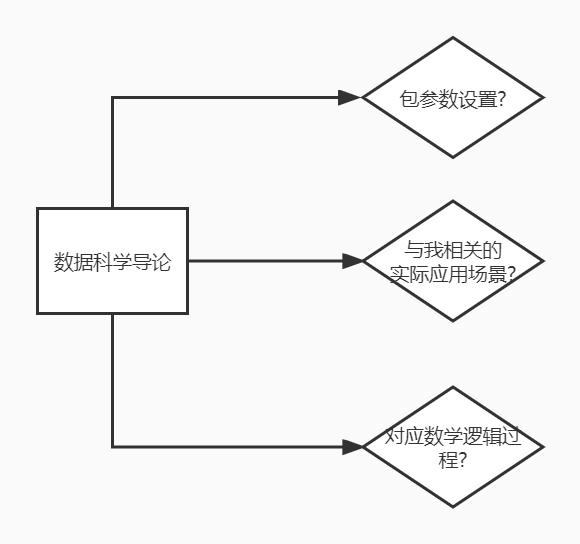 包参数设置?
数据科学导论
与我相关的
实际应用场景?
对应数学逻辑过
程?